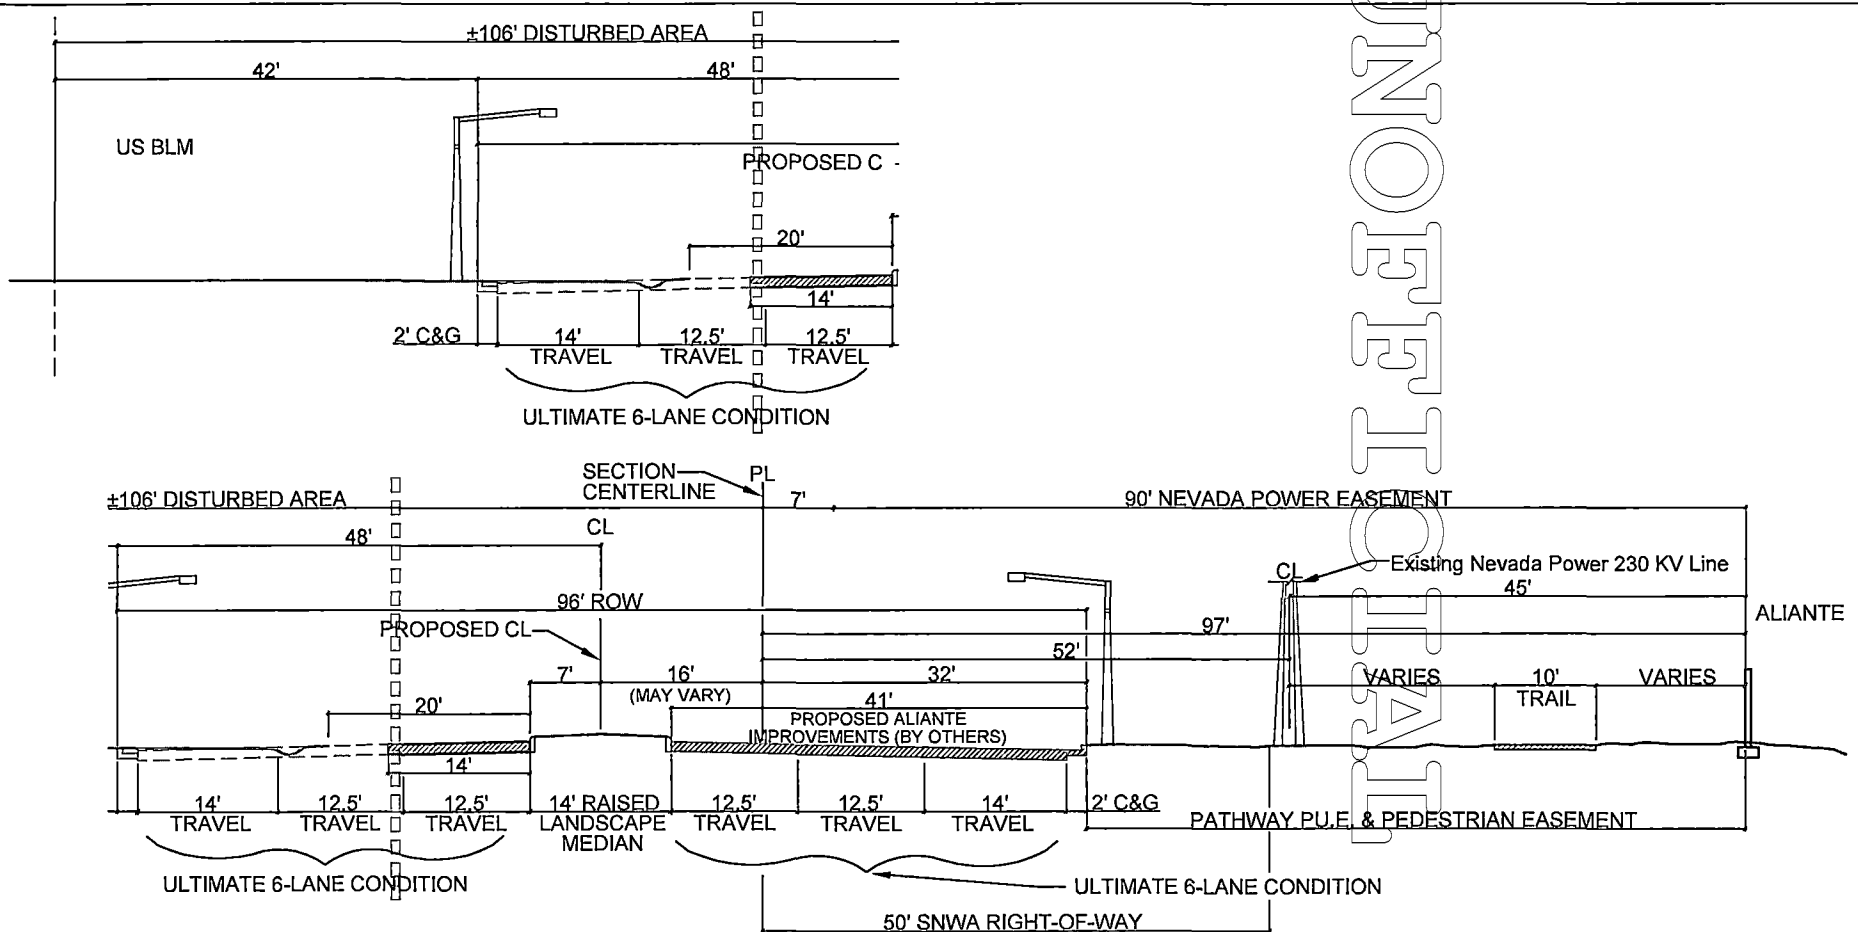 ±106' DISTURBED AREA
42'
48'
US BLM
PROPOSED C
20'
14'
2' C&G
14'
TRAVEL
12.5'
TRAVEL
12.5'
TRAVEL
ULTIMATE 6-LANE CONDITION
SECTION
CENTERLINE
PL
±106' DISTURBED AREA
7'
90' NEVADA POWER EASEMENT
CL
48'
CL
Existing Nevada Power 230 KV Line
45'
96' ROW
ALIANTE
PROPOSED CL
97'
52'
7'
16'
(MAY VARY)
32'
VARIES
10'
TRAIL
VARIES
20'
41'
PROPOSED ALIANTE
IMPROVEMENTS (BY OTHERS)
14'
14'
TRAVEL
12.5'
TRAVEL
12.5'
TRAVEL
14' RAISED
LANDSCAPE
MEDIAN
12.5'
TRAVEL
12.5'
TRAVEL
14'
TRAVEL
2' C&G
PATHWAY P.U.E. & PEDESTRIAN EASEMENT
ULTIMATE 6-LANE CONDITION
ULTIMATE 6-LANE CONDITION
50' SNWA RIGHT-OF-WAY
UNOFFICIAL